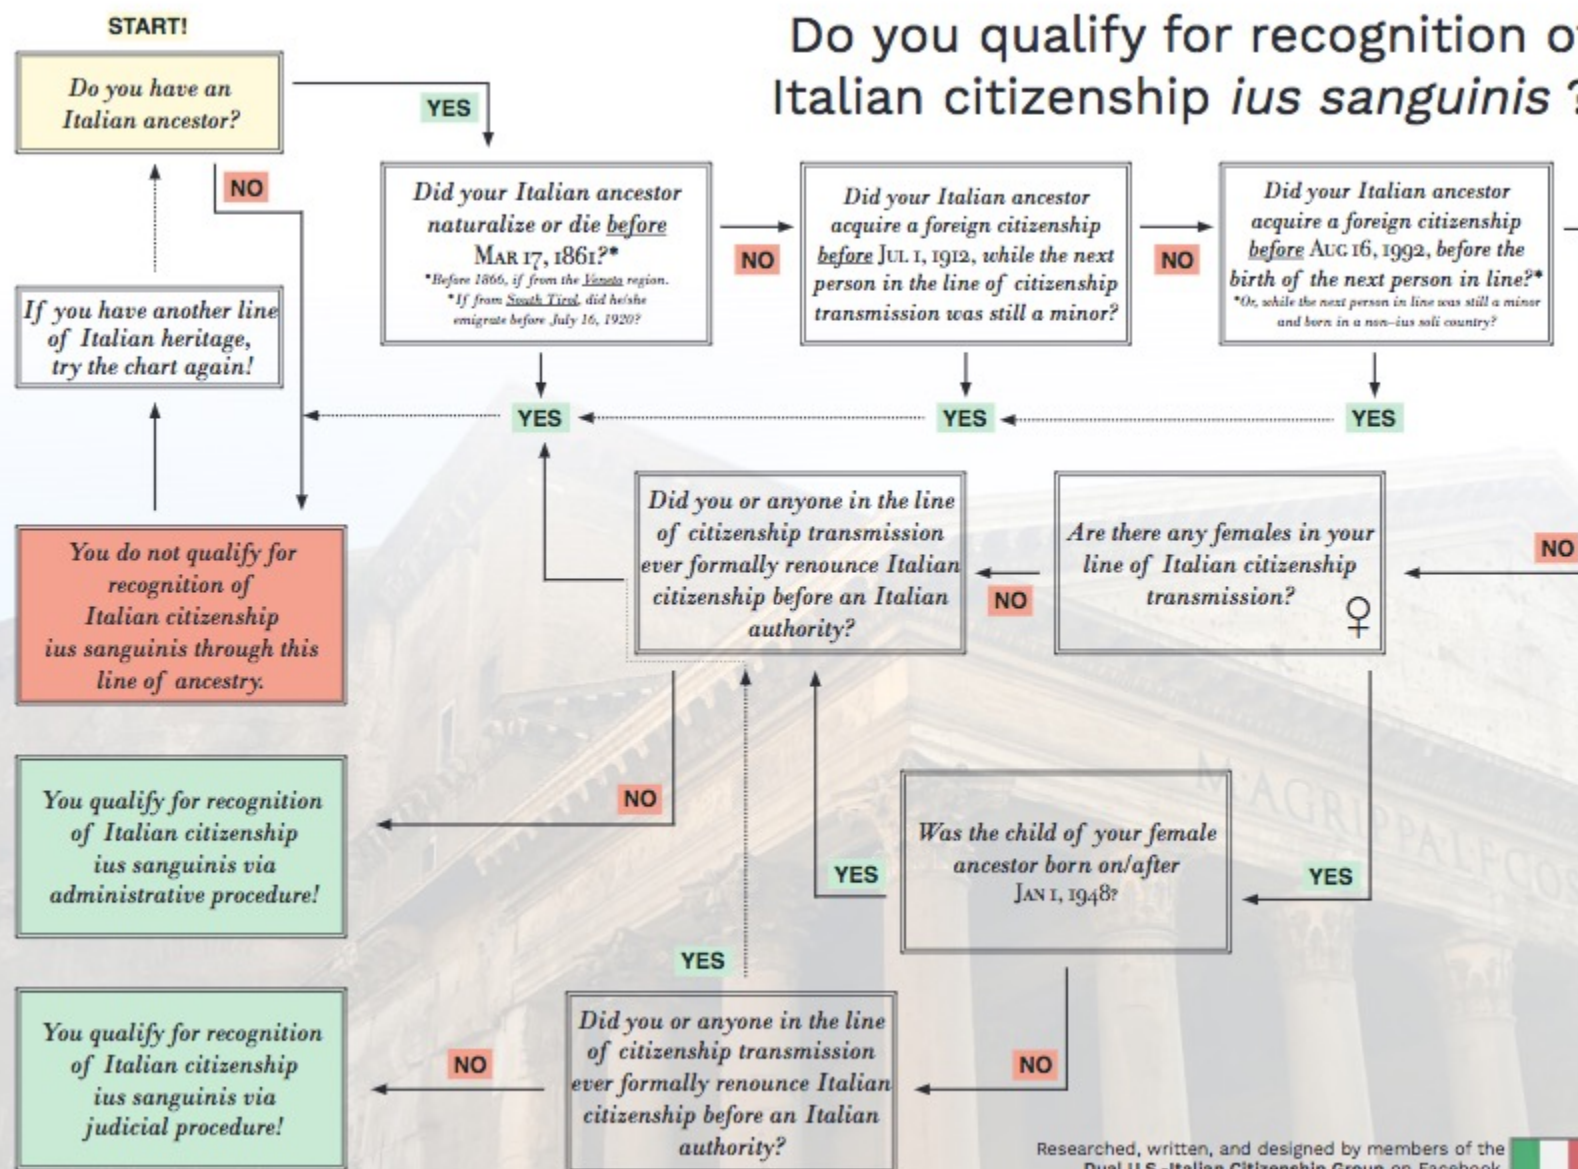 START!
Do you qualify for recognition of
Italian citizenship ius sanguinis ?
Do you have an
Italian ancestor?
YES
NO
Did your Italian ancestor
naturalize or die before
MAR 17, 1861?*
*Before 1866, if from the Veneto region.
*If from South Tirol, did he/she
emigrate before July 16, 1920?
NO
Did your Italian ancestor
acquire a foreign citizenship
before JUL 1, 1912, while the next
person in the line of citizenship
transmission was still a minor?
NO
Did your Italian ancestor
acquire a foreign citizenship
before AUG 16, 1992, before the
birth of the next person in line?*
*Or, while the next person in line was still a minor
and born in a non-ius soli country?
If you have another line
of Italian heritage,
try the chart again!
YES
YES
YES
Did you or anyone in the line
of citizenship transmission
ever formally renounce Italian
citizenship before an Italian
authority?
NO
Are there any females in your
line of Italian citizenship
transmission?
♀
NO
You do not qualify for
recognition of
Italian citizenship
ius sanguinis through this
line of ancestry.
You qualify for recognition
of Italian citizenship
ius sanguinis via
administrative procedure!
NO
YES
Was the child of your female
ancestor born on/after
JAN 1, 1948?
YES
M·AGRIPPA·L·F·COS
YES
You qualify for recognition
of Italian citizenship
ius sanguinis via
judicial procedure!
NO
Did you or anyone in the line
of citizenship transmission
ever formally renounce Italian
citizenship before an Italian
authority?
NO
Researched, written, and designed by members of the
Dual U.S.-Italian Citizenship Group on Facebook